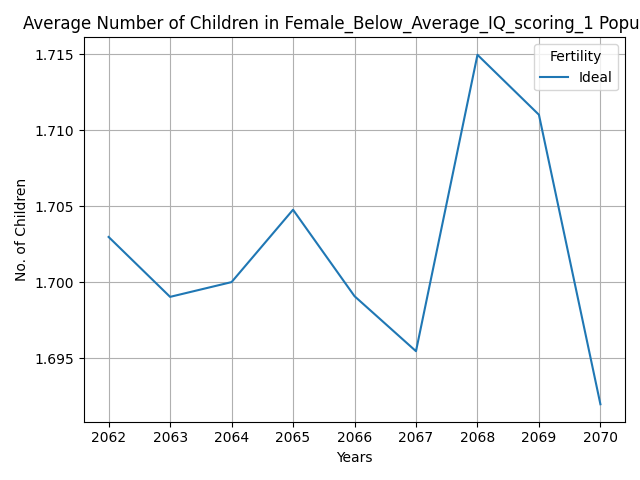 Average Number of Children in Female_Below_Average_IQ_scoring_1 Popu
1.715
1.710
1.705
1.700
1.695
No. of Children
Fertility
Ideal
2062 2063 2064 2065 2066 2067 2068 2069 2070
Years